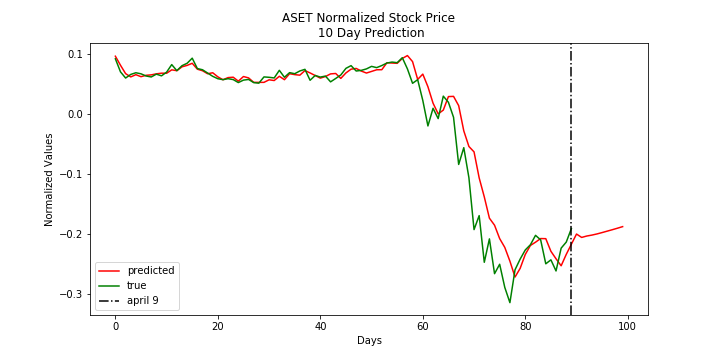 ASET Normalized Stock Price
10 Day Prediction
Normalized Values
0.1
0.0
−0.1
−0.2
−0.3
predicted
true
april 9
0 20 40 60 80 100
Days